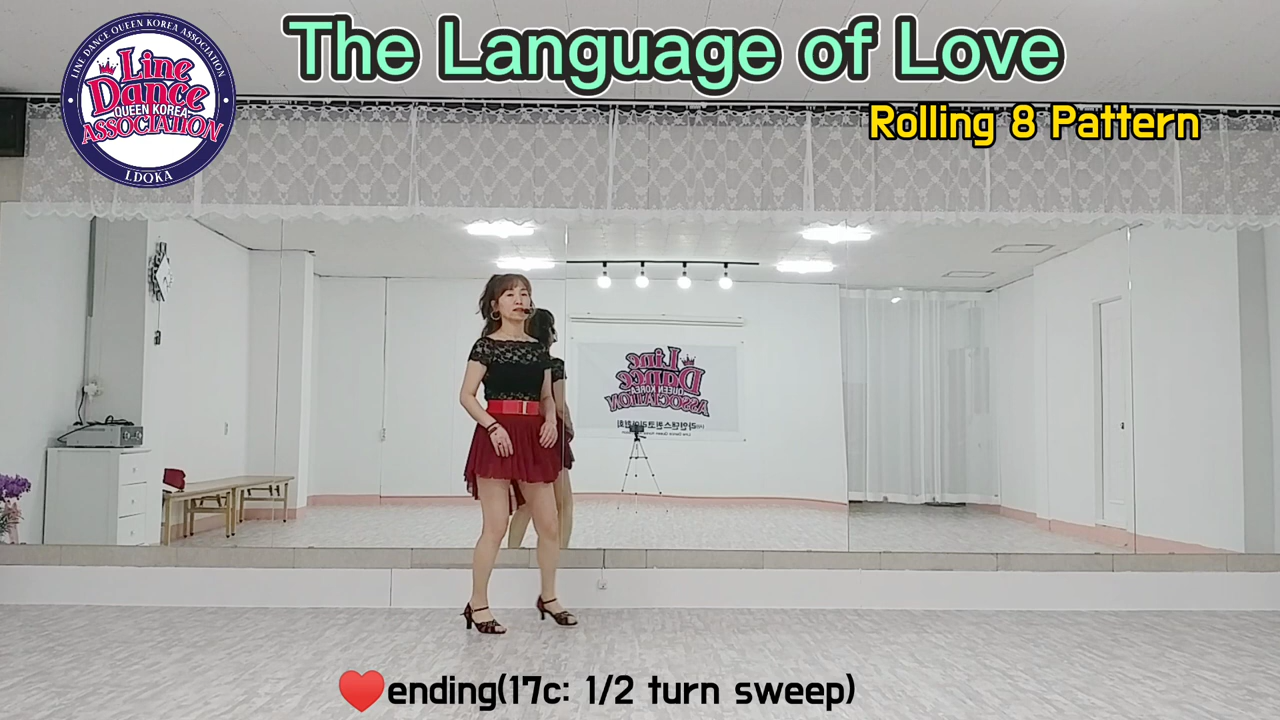 The Language of Love
Rolling 8 Pattern
LINE DANCE QUEEN KOREA ASSOCIATION
Line
Dance
QUEEN KOREA
ASSOCIATION
LDQKA
Line
Dance
QUEEN KOREA
ASSOCIATION
♥ending(17c: 1/2 turn sweep)